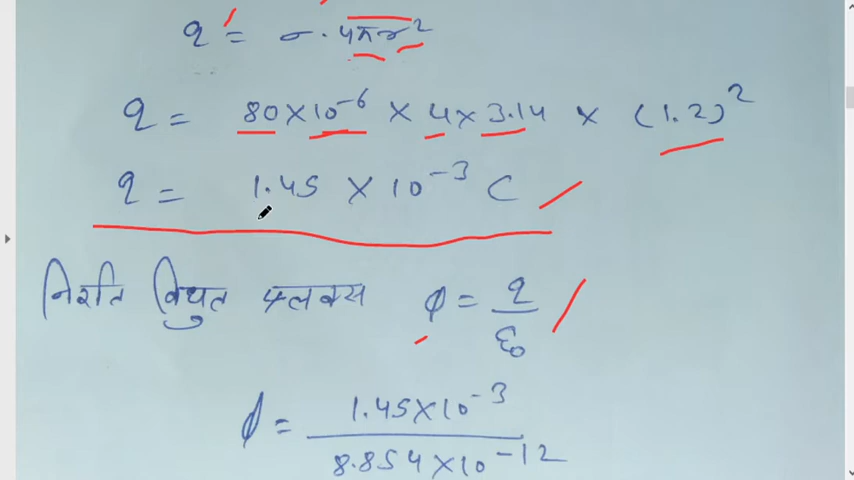 q = σ · 4πr²
q = 80×10⁻⁶ × 4×3.14 × (1.2)²
q = 1.45 × 10⁻³ C
निर्गत विद्युत फ्लक्स φ = q/ε₀
φ = 1.45×10⁻³ / 8.854×10⁻¹²